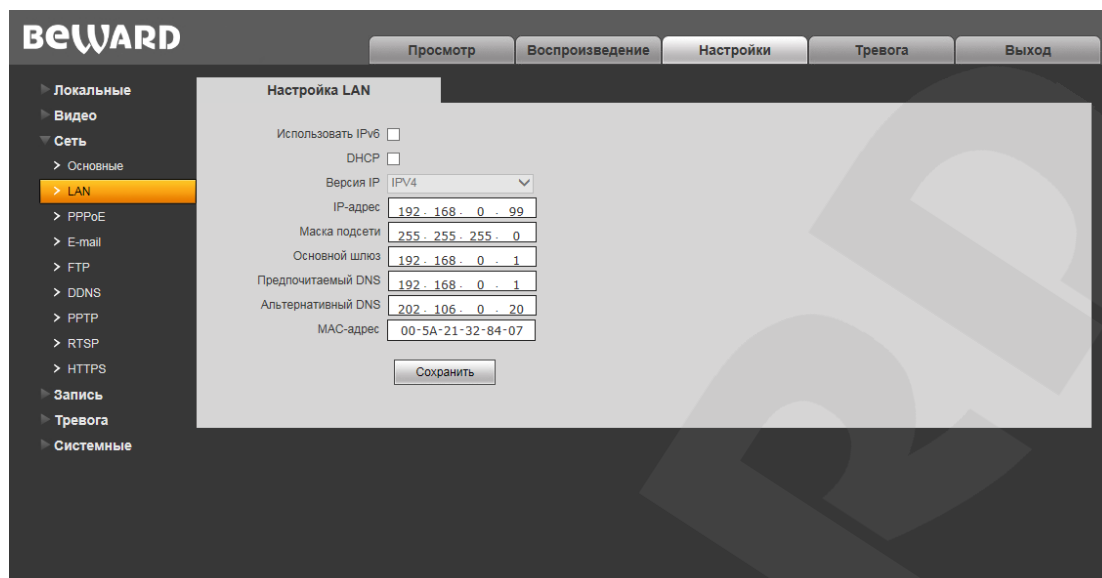 BEWARD
Просмотр Воспроизведение Настройки Тревога Выход
Локальные
Видео
Сеть
> Основные
> LAN
> PPPoE
> E-mail
> FTP
> DDNS
> PPTP
> RTSP
> HTTPS
Запись
Тревога
Системные
Настройка LAN
Использовать IPv6
DHCP
Версия IP IPV4
IP-адрес 192 . 168 . 0 . 99
Маска подсети 255 . 255 . 255 . 0
Основной шлюз 192 . 168 . 0 . 1
Предпочитаемый DNS 192 . 168 . 0 . 1
Альтернативный DNS 202 . 106 . 0 . 20
MAC-адрес 00-5A-21-32-84-07
Сохранить